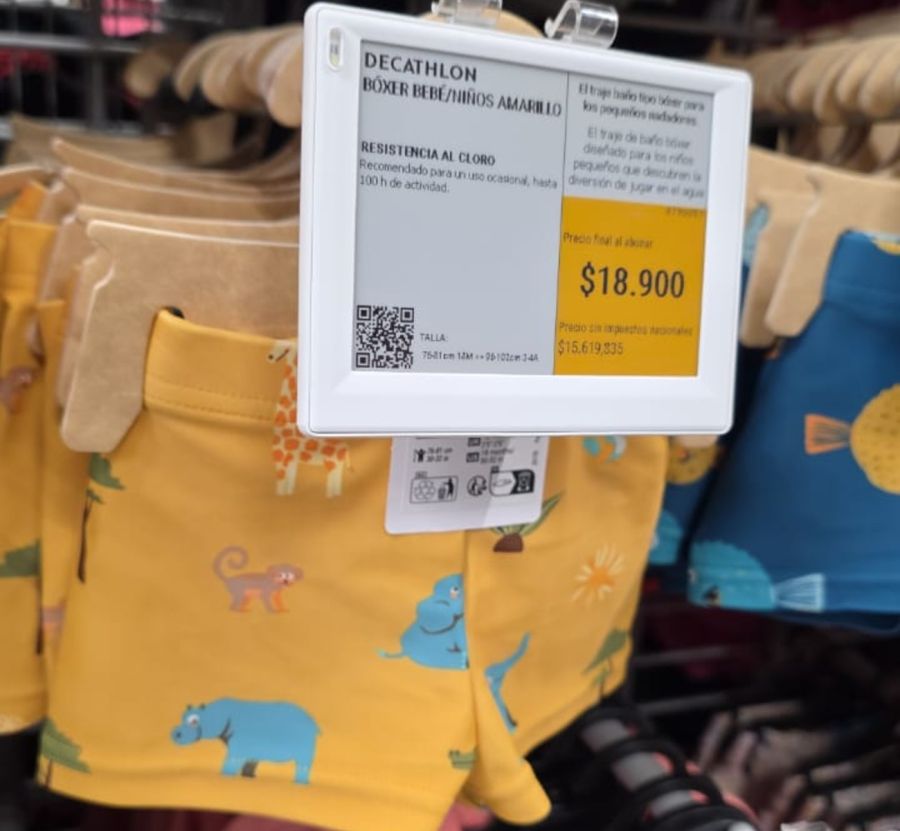 DECATHLON
BÓXER BEBÉ/NIÑOS AMARILLO
RESISTENCIA AL CLORO
Recomendado para un uso ocasional, hasta
100 h de actividad.
TALLA:
El traje baño tipo bóxer para
los pequeños nadadores
El traje de baño bóxer
diseñado para los niños
pequeños que descubren la
diversión de jugar en el agua
Precio final al abonar
$18.900
Precio sin impuestos nacionales
$15,619,835